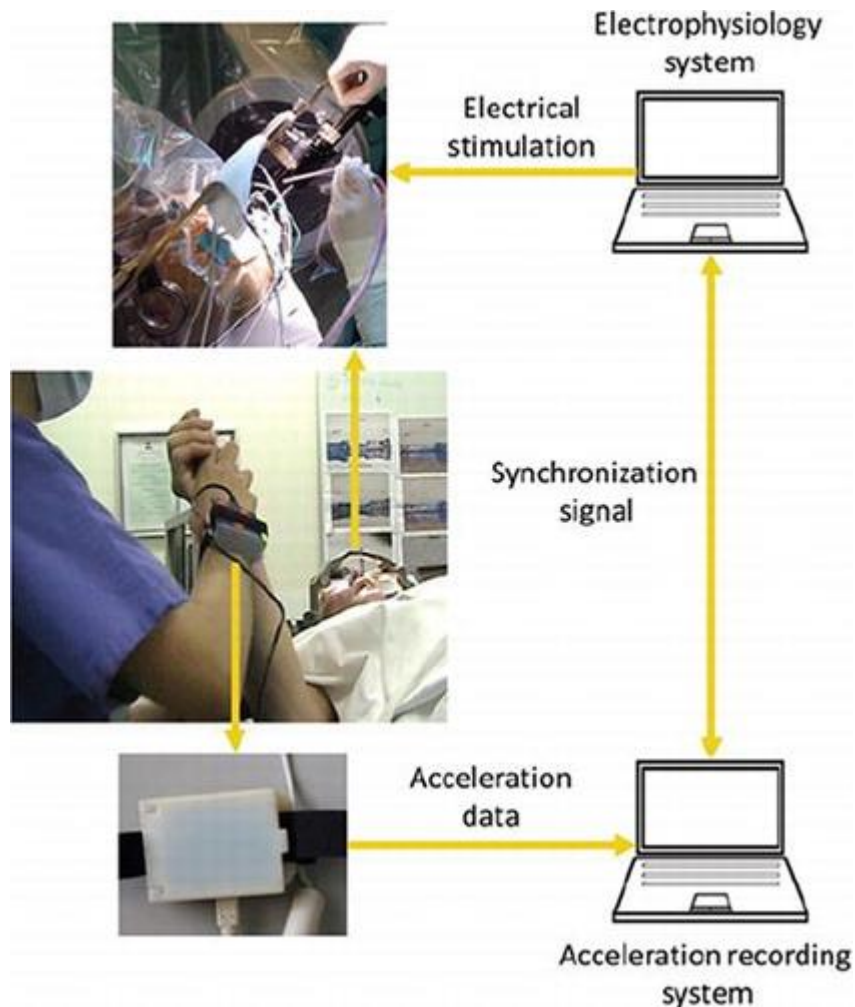 Electrophysiology
system
Electrical
stimulation
Synchronization
signal
Acceleration
data
Acceleration recording
system